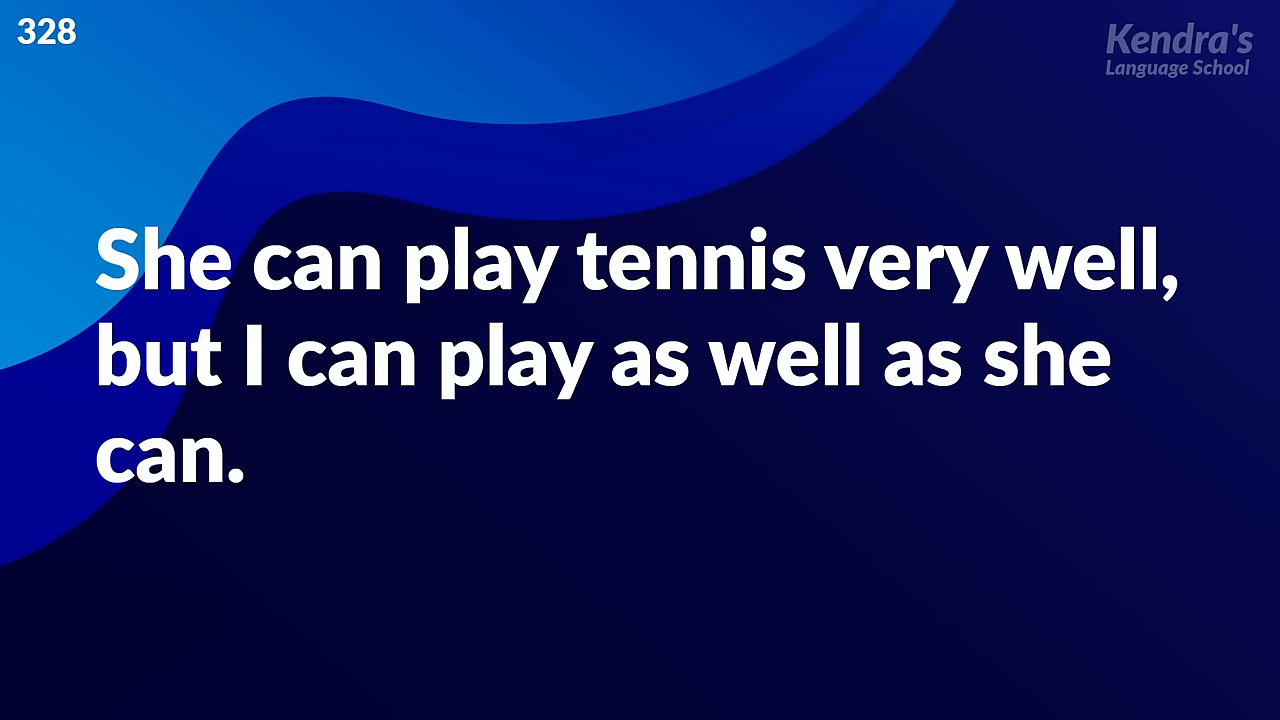 328
Kendra's
Language School
She can play tennis very well,
but I can play as well as she
can.